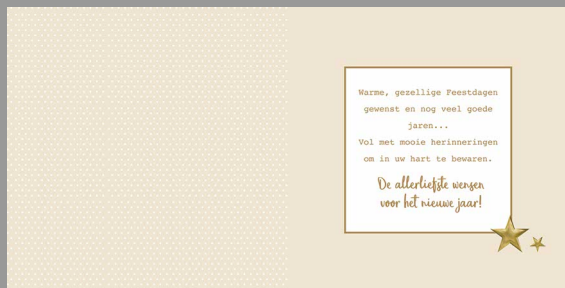 Warme, gezellige Feestdagen
gewenst en nog veel goede
jaren...
Vol met mooie herinneringen
om in uw hart te bewaren.
De allerliefste wensen
voor het nieuwe jaar!